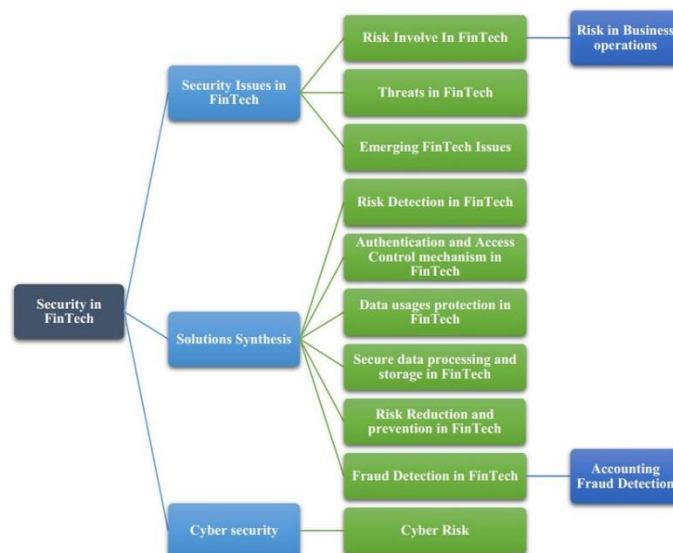 Risk Involve In FinTech
Risk in Business
operations
Security Issues in
FinTech
Threats in FinTech
Emerging FinTech Issues
Risk Detection in FinTech
Authentication and Access
Control mechanism in
FinTech
Security in
FinTech
Data usages protection in
FinTech
Solutions Synthesis
Secure data processing and
storage in FinTech
Risk Reduction and
prevention in FinTech
Fraud Detection in FinTech
Accounting
Fraud Detection
Cyber security
Cyber Risk